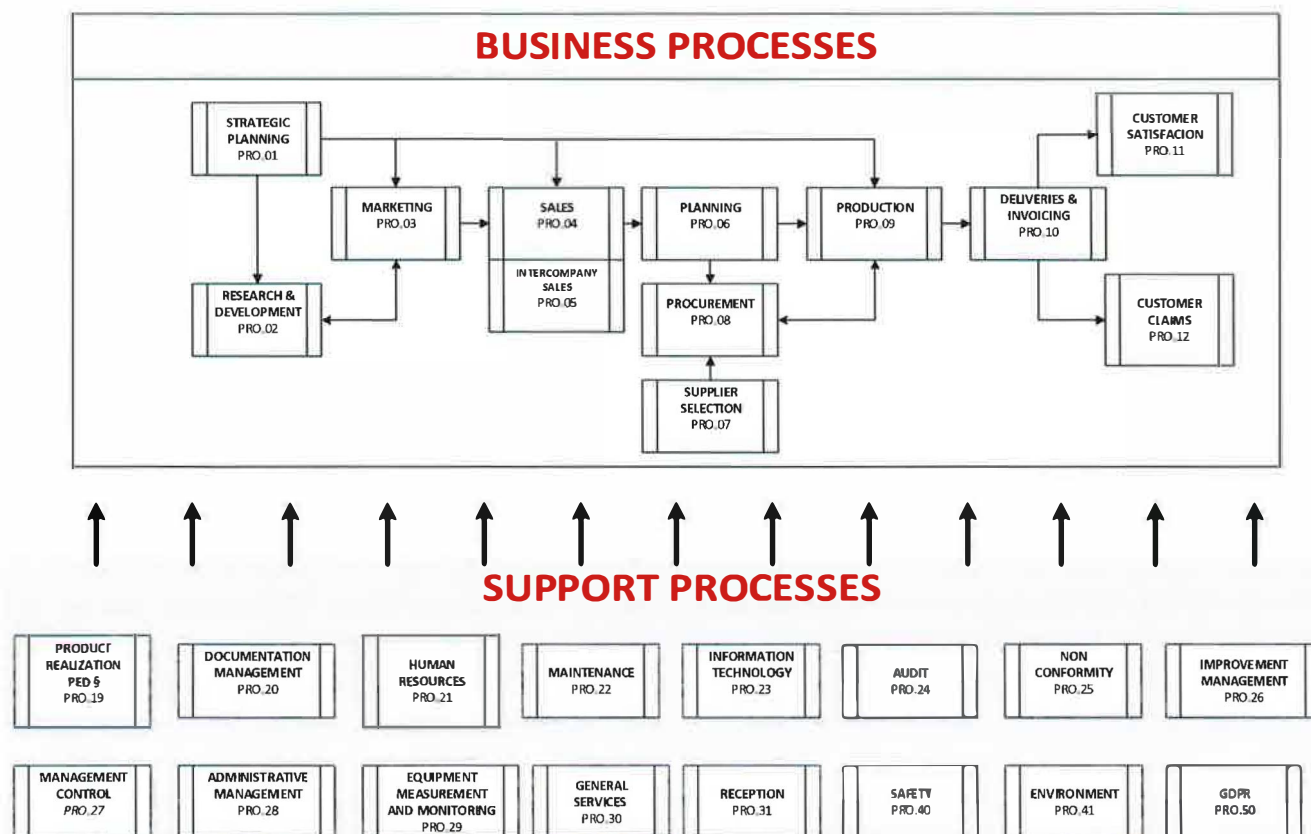 BUSINESS PROCESSES
STRATEGIC
PLANNING
PRO.01
CUSTOMER
SATISFACION
PRO.11
MARKETING
PRO.03
SALES
PRO.04
PLANNING
PRO.06
PRODUCTION
PRO.09
DELIVERIES &
INVOICING
PRO.10
INTERCOMPANY
SALES
PRO.05
RESEARCH &
DEVELOPMENT
PRO.02
PROCUREMENT
PRO.08
CUSTOMER
CLAIMS
PRO.12
SUPPLIER
SELECTION
PRO.07
SUPPORT PROCESSES
PRODUCT
REALIZATION
PED §
PRO.19
DOCUMENTATION
MANAGEMENT
PRO.20
HUMAN
RESOURCES
PRO.21
MAINTENANCE
PRO.22
INFORMATION
TECHNOLOGY
PRO.23
AUDIT
PRO.24
NON
CONFORMITY
PRO.25
IMPROVEMENT
MANAGEMENT
PRO.26
MANAGEMENT
CONTROL
PRO.27
ADMINISTRATIVE
MANAGEMENT
PRO.28
EQUIPMENT
MEASUREMENT
AND MONITORING
PRO.29
GENERAL
SERVICES
PRO.30
RECEPTION
PRO.31
SAFETY
PRO.40
ENVIRONMENT
PRO.41
GDPR
PRO.50